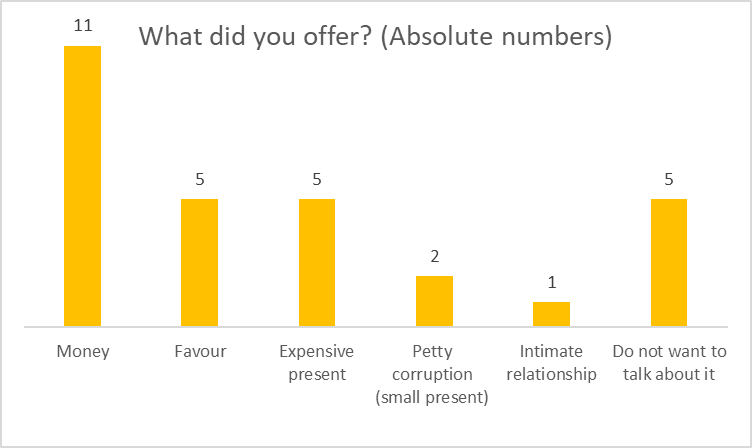 What did you offer? (Absolute numbers)
11
5
5
2
1
5
Money
Favour
Expensive
present
Petty
corruption
(small present)
Intimate
relationship
Do not want to
talk about it